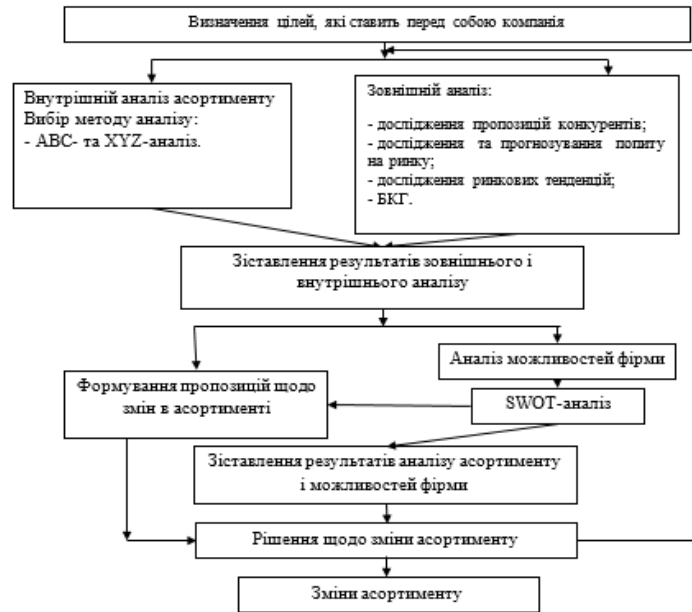 Визначення цілей, які ставить перед собою компанія
Внутрішній аналіз асортименту
Вибір методу аналізу:
- АВС- та XYZ-аналіз.
Зовнішній аналіз:
- дослідження пропозицій конкурентів;
- дослідження та прогнозування попиту
на ринку;
- дослідження ринкових тенденцій;
- БКГ.
Зіставлення результатів зовнішнього і
внутрішнього аналізу
Аналіз можливостей фірми
Формування пропозицій щодо
змін в асортименті
SWOT-аналіз
Зіставлення результатів аналізу асортименту
і можливостей фірми
Рішення щодо зміни асортименту
Зміни асортименту